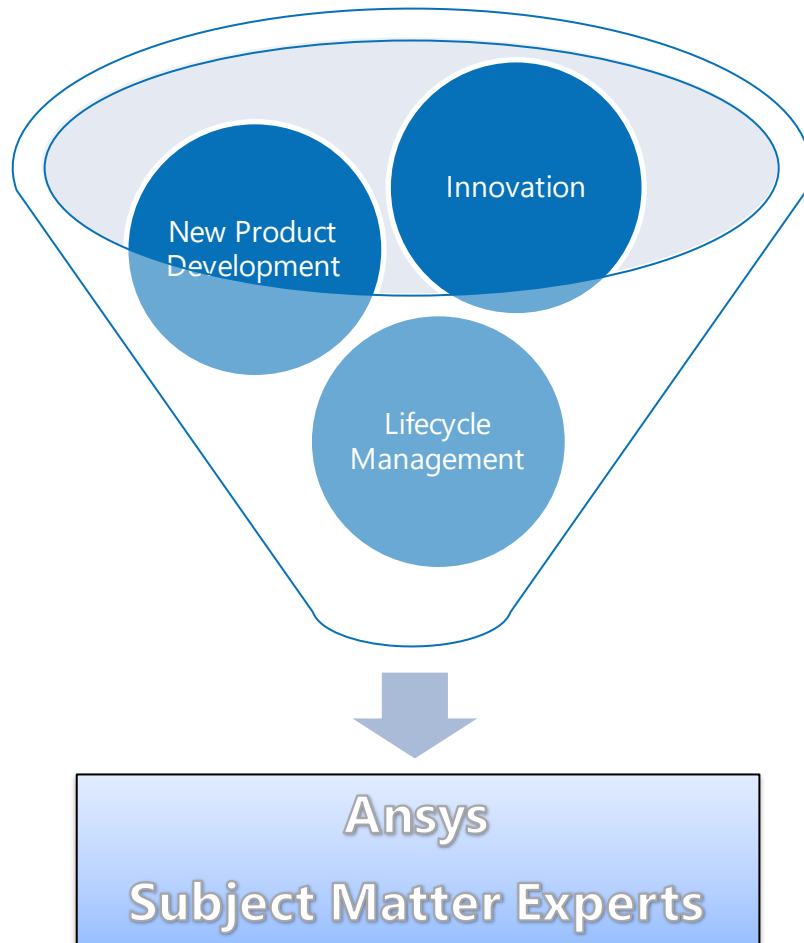 Innovation
New Product
Development
Lifecycle
Management
Ansys
Subject Matter Experts